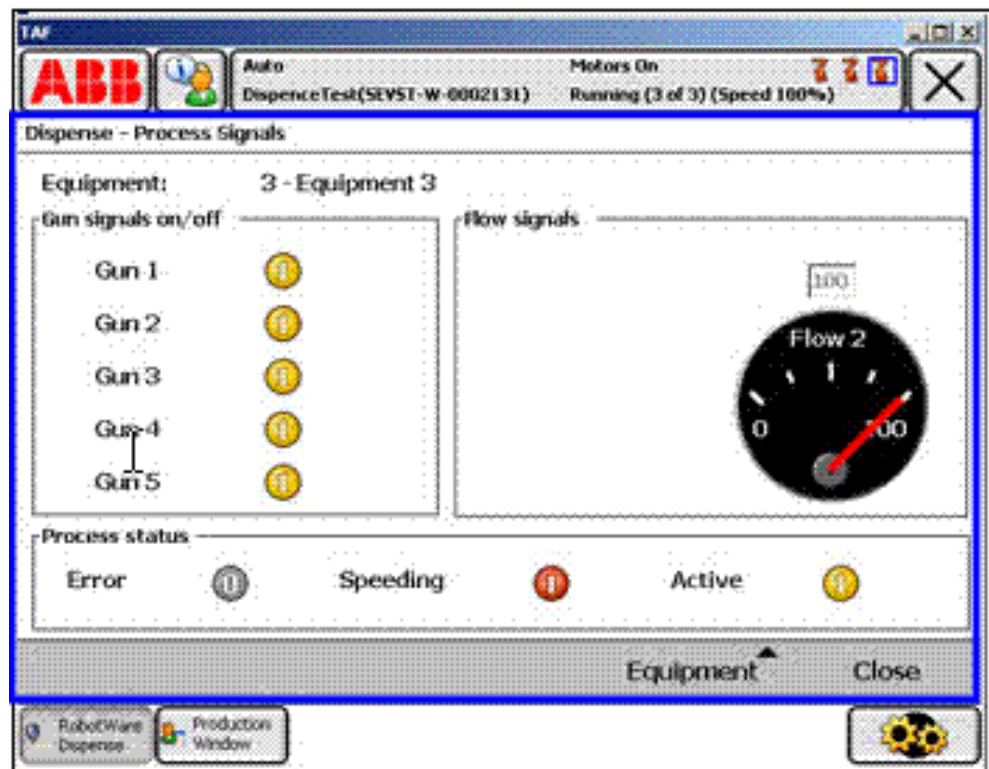 TAF
ABB
Auto
DispenceTest(SEVST-W-0002131)
Motors On
Running (3 of 3) (Speed 100%)
Dispense - Process Signals
Equipment: 3 - Equipment 3
Gun signals on/off
Gun 1
Gun 2
Gun 3
Gun 4
Gun 5
Flow signals
100
Flow 2
0 100
Process status
Error Speeding Active
Equipment Close
RobotWare
Dispense
Production
Window